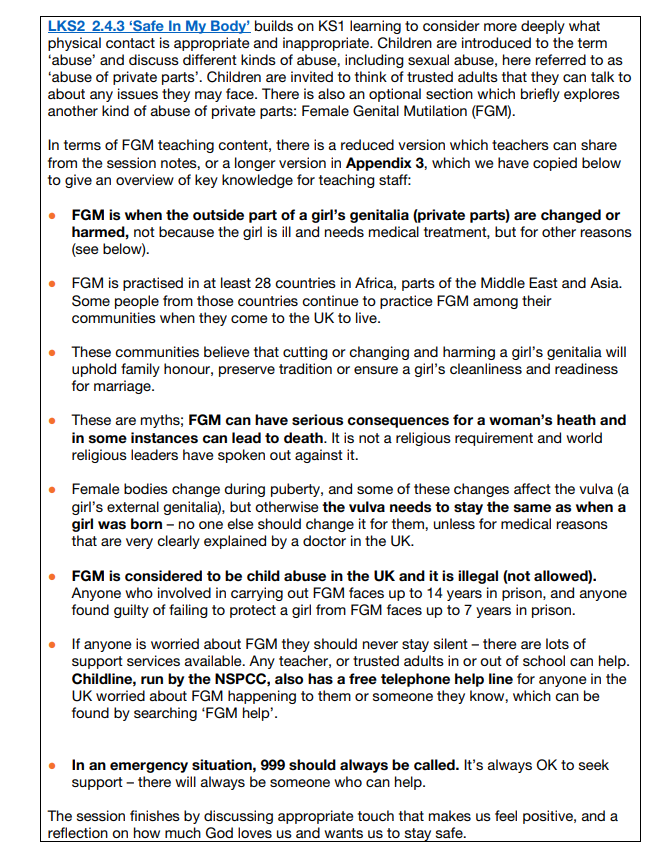 LKS2 2.4.3 ‘Safe In My Body’ builds on KS1 learning to consider more deeply what
physical contact is appropriate and inappropriate. Children are introduced to the term
‘abuse’ and discuss different kinds of abuse, including sexual abuse, here referred to as
‘abuse of private parts’. Children are invited to think of trusted adults that they can talk to
about any issues they may face. There is also an optional section which briefly explores
another kind of abuse of private parts: Female Genital Mutilation (FGM).
In terms of FGM teaching content, there is a reduced version which teachers can share
from the session notes, or a longer version in Appendix 3, which we have copied below
to give an overview of key knowledge for teaching staff:
• FGM is when the outside part of a girl’s genitalia (private parts) are changed or
harmed, not because the girl is ill and needs medical treatment, but for other reasons
(see below).
• FGM is practised in at least 28 countries in Africa, parts of the Middle East and Asia.
Some people from those countries continue to practice FGM among their
communities when they come to the UK to live.
• These communities believe that cutting or changing and harming a girl’s genitalia will
uphold family honour, preserve tradition or ensure a girl’s cleanliness and readiness
for marriage.
• These are myths; FGM can have serious consequences for a woman’s heath and
in some instances can lead to death. It is not a religious requirement and world
religious leaders have spoken out against it.
• Female bodies change during puberty, and some of these changes affect the vulva (a
girl’s external genitalia), but otherwise the vulva needs to stay the same as when a
girl was born – no one else should change it for them, unless for medical reasons
that are very clearly explained by a doctor in the UK.
• FGM is considered to be child abuse in the UK and it is illegal (not allowed).
Anyone who involved in carrying out FGM faces up to 14 years in prison, and anyone
found guilty of failing to protect a girl from FGM faces up to 7 years in prison.
• If anyone is worried about FGM they should never stay silent – there are lots of
support services available. Any teacher, or trusted adults in or out of school can help.
Childline, run by the NSPCC, also has a free telephone help line for anyone in the
UK worried about FGM happening to them or someone they know, which can be
found by searching ‘FGM help’.
• In an emergency situation, 999 should always be called. It’s always OK to seek
support – there will always be someone who can help.
The session finishes by discussing appropriate touch that makes us feel positive, and a
reflection on how much God loves us and wants us to stay safe.